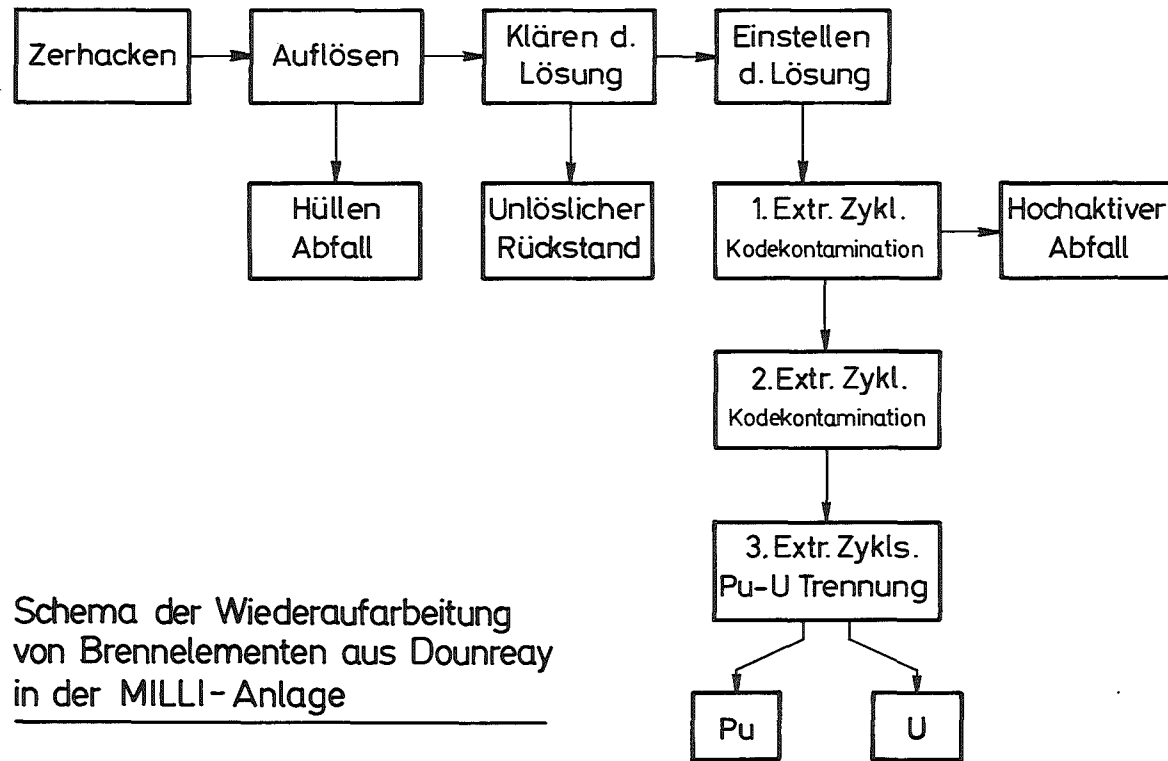 Zerhacken
Auflösen
Klären d.
Lösung
Einstellen
d. Lösung
Hüllen
Abfall
Unlöslicher
Rückstand
1. Extr. Zykl.
Kodekontamination
Hochaktiver
Abfall
2. Extr. Zykl.
Kodekontamination
3. Extr. Zykls.
Pu-U Trennung
Pu
U
Schema der Wiederaufarbeitung
von Brennelementen aus Dounreay
in der MILLI-Anlage